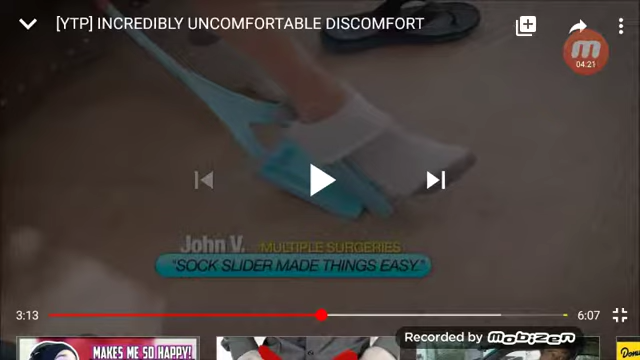 [YTP] INCREDIBLY UNCOMFORTABLE DISCOMFORT
04:21
John V. MULTIPLE SURGERIES
"SOCK SLIDER MADE THINGS EASY."
3:13
6:07
Recorded by mobizen
MAKES ME SO HAPPY!